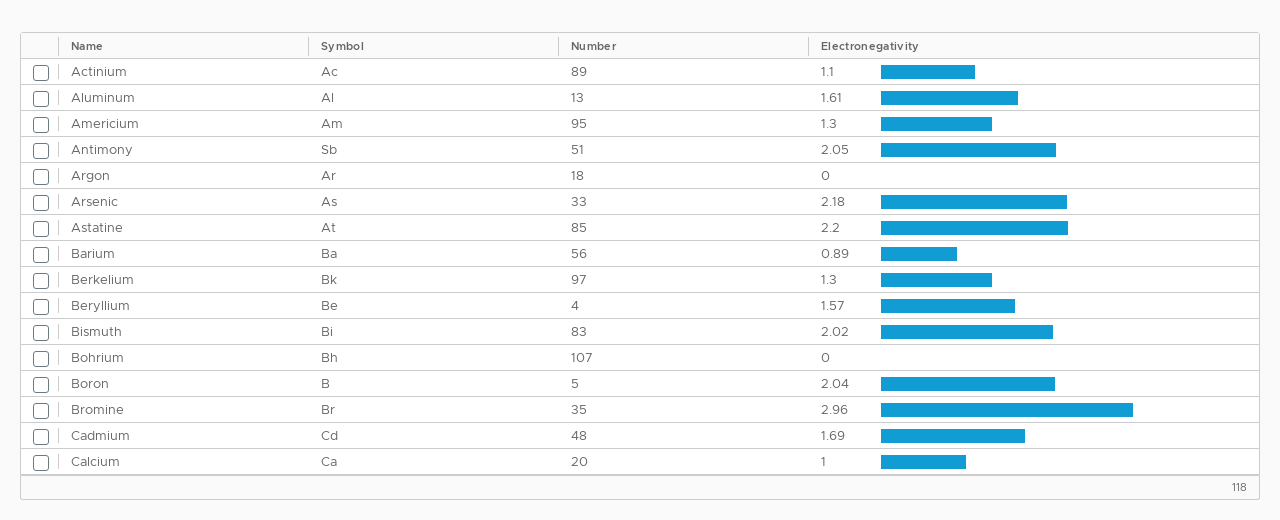 Name Symbol Number Electronegativity
Actinium Ac 89 1.1
Aluminum Al 13 1.61
Americium Am 95 1.3
Antimony Sb 51 2.05
Argon Ar 18 0
Arsenic As 33 2.18
Astatine At 85 2.2
Barium Ba 56 0.89
Berkelium Bk 97 1.3
Beryllium Be 4 1.57
Bismuth Bi 83 2.02
Bohrium Bh 107 0
Boron B 5 2.04
Bromine Br 35 2.96
Cadmium Cd 48 1.69
Calcium Ca 20 1
118